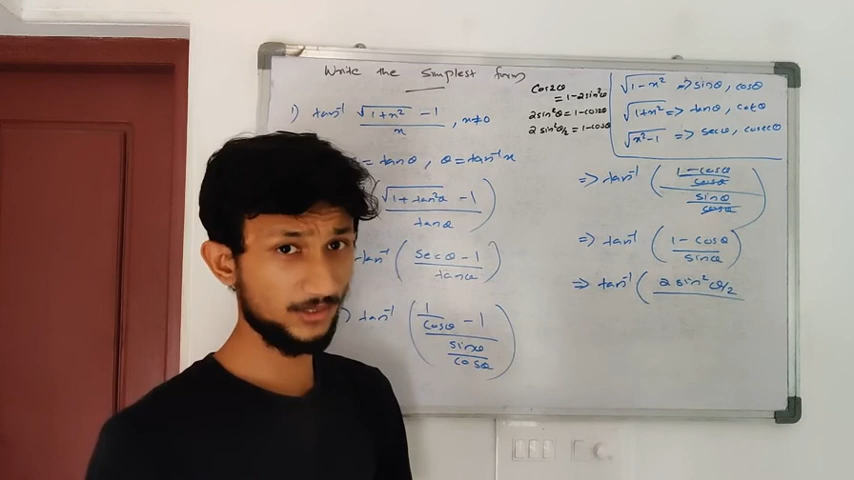 Write the simplest form
1) tan⁻¹ (√(1+x²) -1)/x , x≠0
= tanθ , θ = tan⁻¹x
(√(1+tan²θ) -1)/tanθ)
tan⁻¹ ((secθ -1)/tanθ)
tan⁻¹ ((1/cosθ -1)/(sinθ/cosθ))
cos2θ
= 1-2sin²θ
2sin²θ = 1-cos2θ
2sin²θ/2 = 1-cosθ
√(1-x²) => sinθ, cosθ
√(1+x²) => tanθ, cotθ
√(x²-1) => secθ, cosecθ
=> tan⁻¹ (((1-cosθ)/cosθ)/(sinθ/cosθ))
=> tan⁻¹ ((1-cosθ)/sinθ)
=> tan⁻¹ (2sin²θ/2